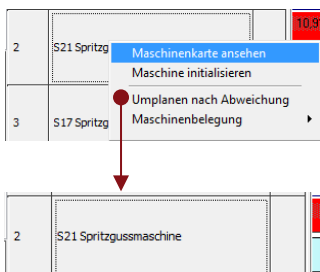 10,9
2 S21 Spritzg
Maschinenkarte ansehen
Maschine initialisieren
Umplanen nach Abweichung
3 S17 Spritzg
Maschinenbelegung
2 S21 Spritzgussmaschine